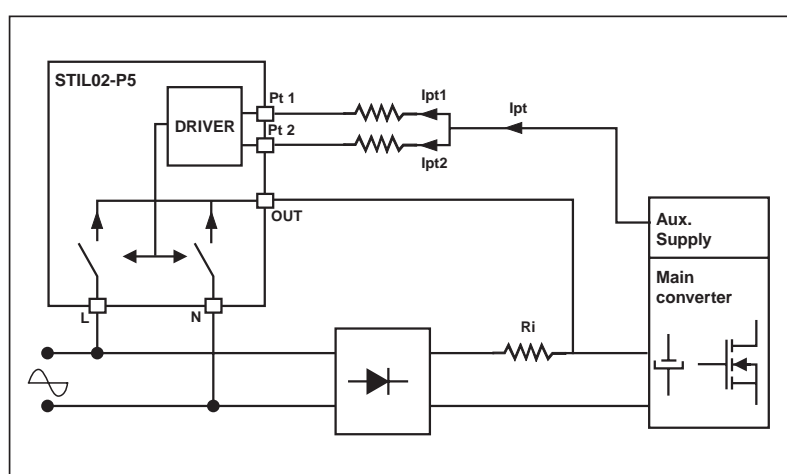 STIL02-P5
Pt 1
Ipt1
Ipt
DRIVER
Pt 2
Ipt2
OUT
Aux.
Supply
Main
converter
L
N
Ri